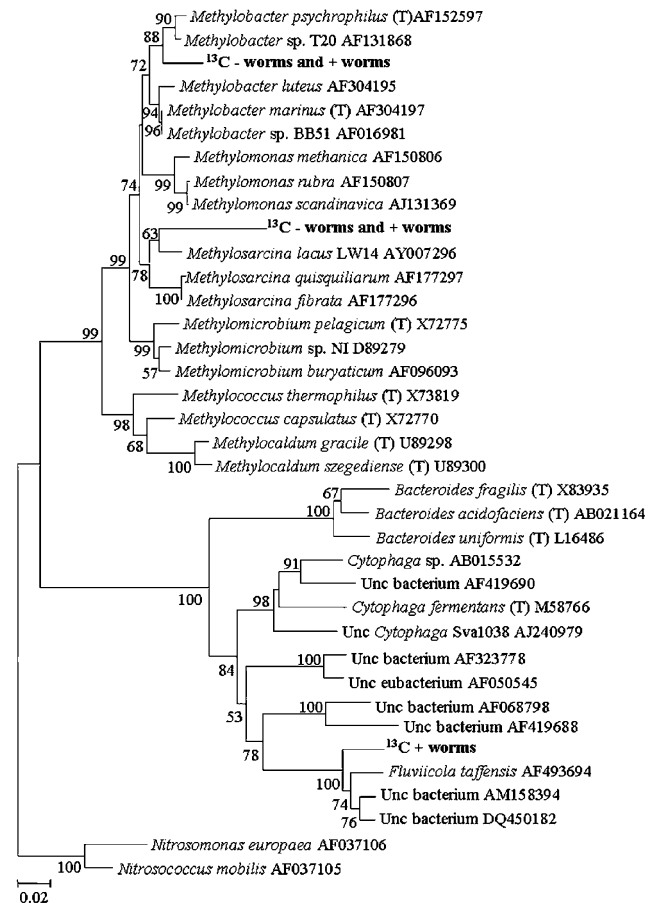 90 Methylobacter psychrophilus (T)AF152597
88 Methylobacter sp. T20 AF131868
¹³C - worms and + worms
72
Methylobacter luteus AF304195
94 Methylobacter marinus (T) AF304197
96 Methylobacter sp. BB51 AF016981
Methylomonas methanica AF150806
74 99 Methylomonas rubra AF150807
99 Methylomonas scandinavica AJ131369
63 ¹³C - worms and + worms
Methylosarcina lacus LW14 AY007296
99 78 Methylosarcina quisquiliarum AF177297
100 Methylosarcina fibrata AF177296
99 Methylomicrobium pelagicum (T) X72775
99 Methylomicrobium sp. NI D89279
57 Methylomicrobium buryaticum AF096093
Methylococcus thermophilus (T) X73819
98 Methylococcus capsulatus (T) X72770
68 Methylocaldum gracile (T) U89298
100 Methylocaldum szegediense (T) U89300
67 Bacteroides fragilis (T) X83935
100 Bacteroides acidofaciens (T) AB021164
Bacteroides uniformis (T) L16486
91 Cytophaga sp. AB015532
Unc bacterium AF419690
100 98 Cytophaga fermentans (T) M58766
Unc Cytophaga Sva1038 AJ240979
84 100 Unc bacterium AF323778
Unc eubacterium AF050545
53 100 Unc bacterium AF068798
Unc bacterium AF419688
78 ¹³C + worms
100 Fluviicola taffensis AF493694
74 Unc bacterium AM158394
76 Unc bacterium DQ450182
Nitrosomonas europaea AF037106
100 Nitrosococcus mobilis AF037105
0.02